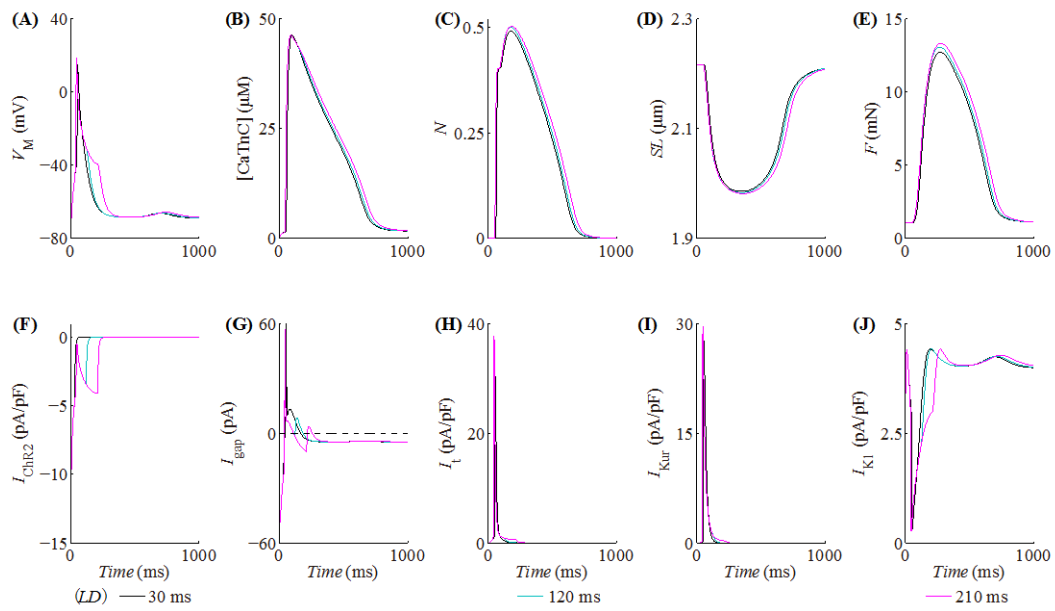 (A) (B) (C) (D) (E)
40 50 0.5 2.3 15
0 25 0.25 2.1 10
−40 5
−80 0 0 1.9 0
V_M (mV) [CaTnC] (μM) N SL (μm) F (mN)
0 1000 0 1000 0 1000 0 1000 0 1000
(F) (G) (H) (I) (J)
0 60 40 30 5
−5 0 20 15 2.5
−10
−15 −60 0 0 0
I_ChR2 (pA/pF) I_gap (pA) I_t (pA/pF) I_Kur (pA/pF) I_K1 (pA/pF)
0 1000 0 1000 0 1000 0 1000 0 1000
Time (ms) Time (ms) Time (ms) Time (ms) Time (ms)
(LD) 30 ms 120 ms 210 ms